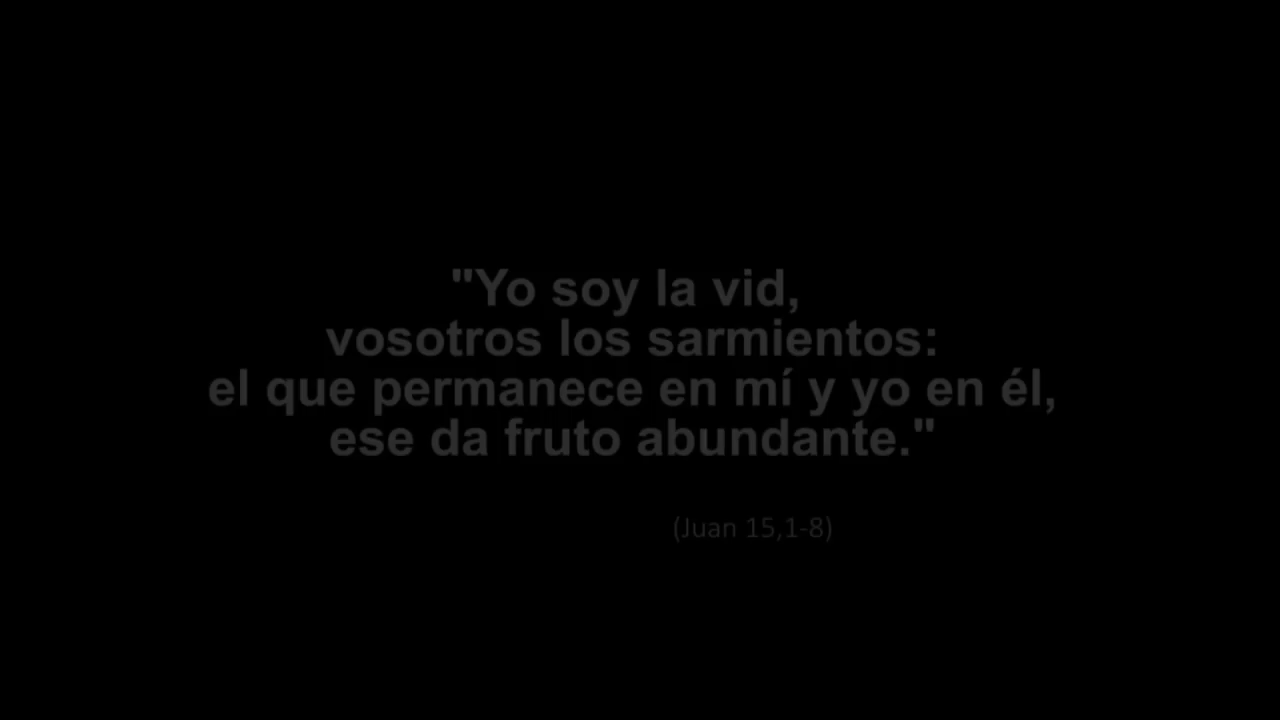 "Yo soy la vid,
vosotros los sarmientos:
el que permanece en mí y yo en él,
ese da fruto abundante."
(Juan 15,1-8)